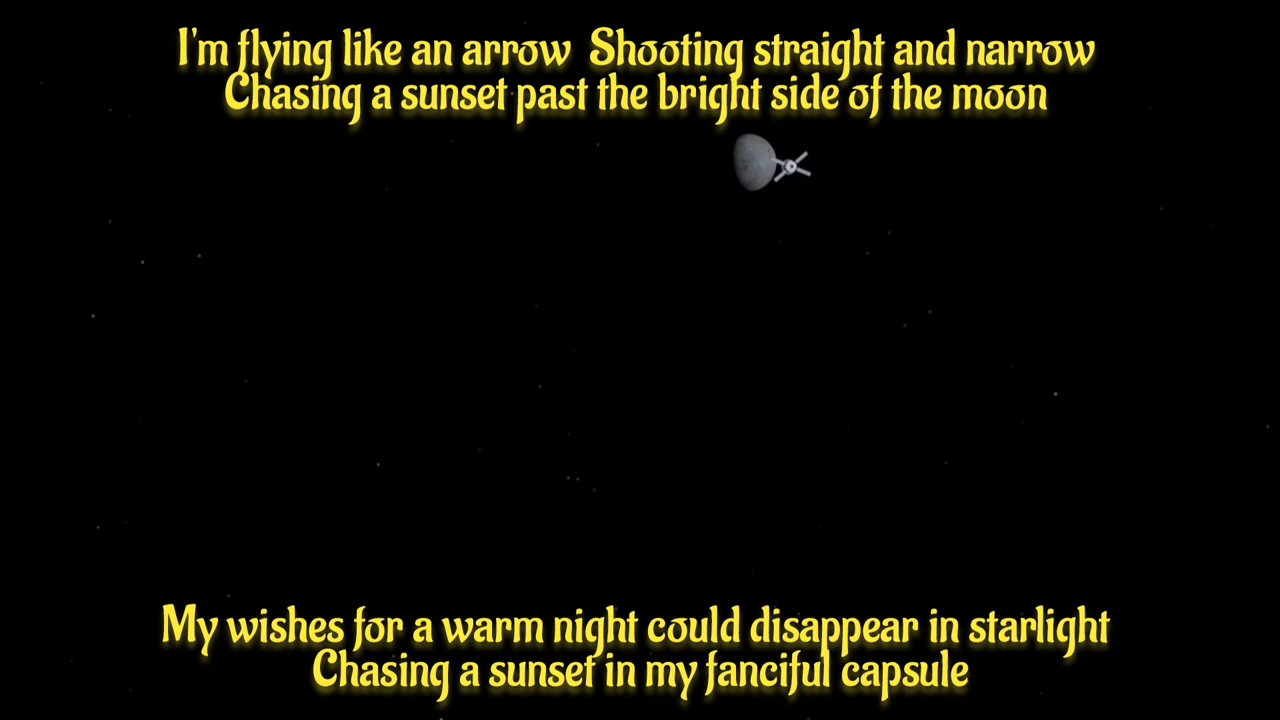 I'm flying like an arrow  Shooting straight and narrow
Chasing a sunset past the bright side of the moon
My wishes for a warm night could disappear in starlight
Chasing a sunset in my fanciful capsule